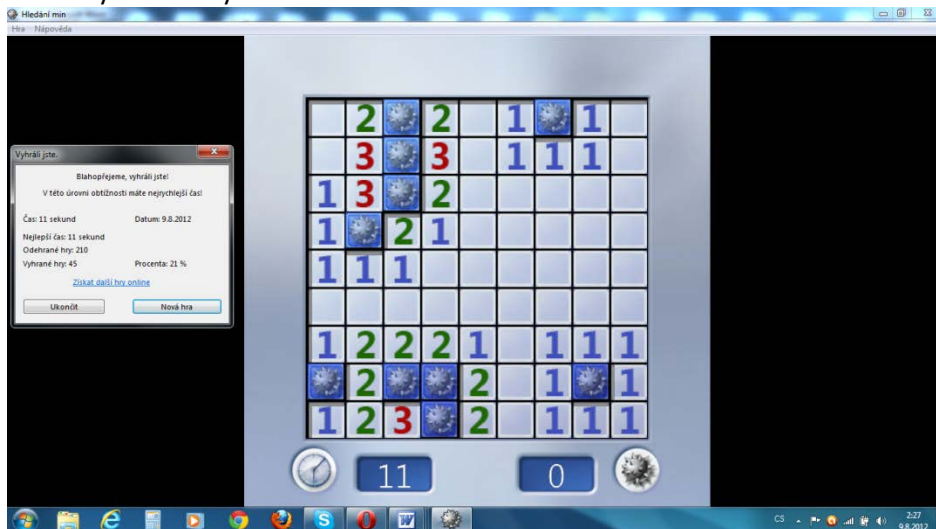 Hledání min
Hra Nápověda
Vyhráli jste.
Blahopřejeme, vyhráli jste!
V této úrovni obtížnosti máte nejrychlejší čas!
Čas: 11 sekund Datum: 9.8.2012
Nejlepší čas: 11 sekund
Odehrané hry: 210
Vyhrané hry: 45 Procenta: 21 %
Získat další hry online
Ukončit Nová hra
2 2 1 1
3 3 1 1 1
1 3 2
1 2 1
1 1 1
1 2 2 2 1 1 1 1
2 2 1 1
1 2 3 2 1 1 1
11 0
CS 2:27
9.8.2012